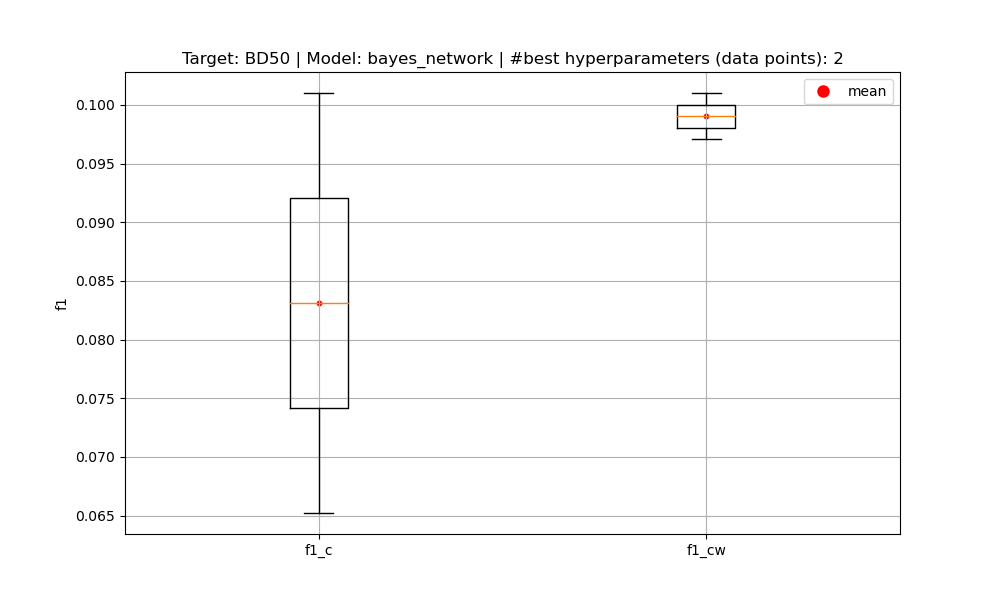 Target: BD50 | Model: bayes_network | #best hyperparameters (data points): 2
mean
0.100
0.095
0.090
0.085
0.080
0.075
0.070
0.065
f1
f1_c
f1_cw